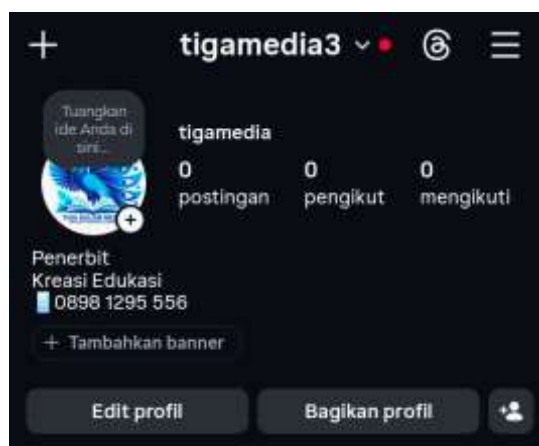 tigamedia3
Tuangkan
ide Anda di
sini...
tigamedia
0 0 0
postingan pengikut mengikuti
Penerbit
Kreasi Edukasi
0898 1295 556
+ Tambahkan banner
Edit profil Bagikan profil